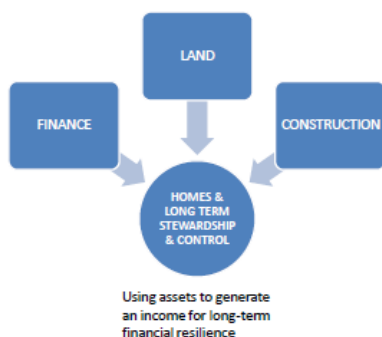 LAND
FINANCE
CONSTRUCTION
HOMES &
LONG TERM
STEWARDSHIP
& CONTROL
Using assets to generate
an income for long-term
financial resilience